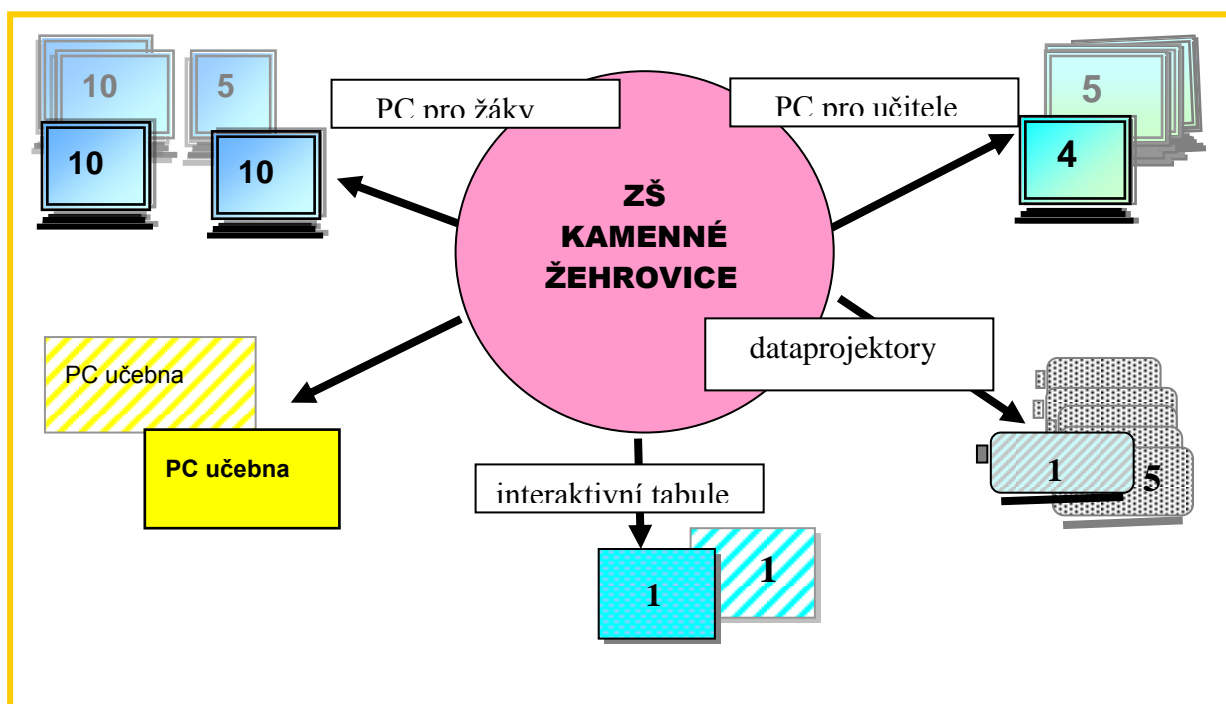 10
5
10
10
PC pro žáky
PC pro učitele
5
4
ZŠ
KAMENNÉ
ŽEHROVICE
dataprojektory
PC učebna
PC učebna
1
5
interaktivní tabule
1
1